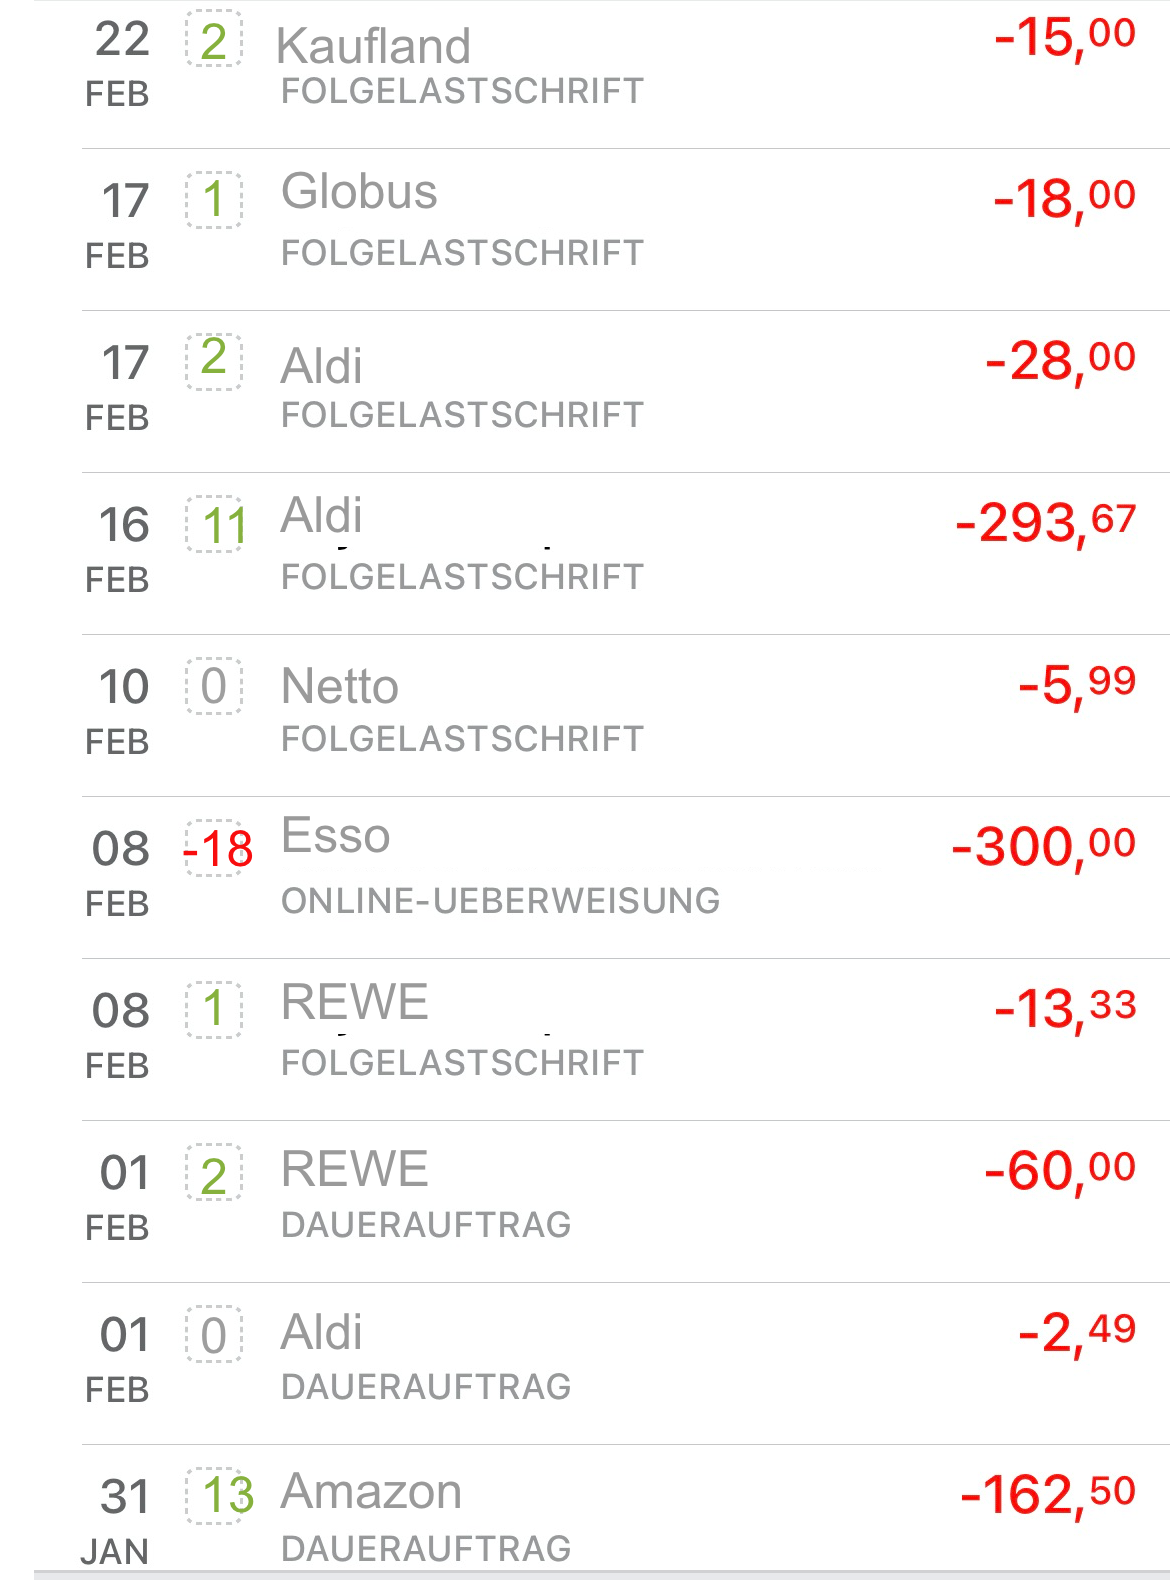 22 2 Kaufland -15,00
FEB FOLGELASTSCHRIFT
17 1 Globus -18,00
FEB FOLGELASTSCHRIFT
17 2 Aldi -28,00
FEB FOLGELASTSCHRIFT
16 11 Aldi -293,67
FEB FOLGELASTSCHRIFT
10 0 Netto -5,99
FEB FOLGELASTSCHRIFT
08 -18 Esso -300,00
FEB ONLINE-UEBERWEISUNG
08 1 REWE -13,33
FEB FOLGELASTSCHRIFT
01 2 REWE -60,00
FEB DAUERAUFTRAG
01 0 Aldi -2,49
FEB DAUERAUFTRAG
31 13 Amazon -162,50
JAN DAUERAUFTRAG